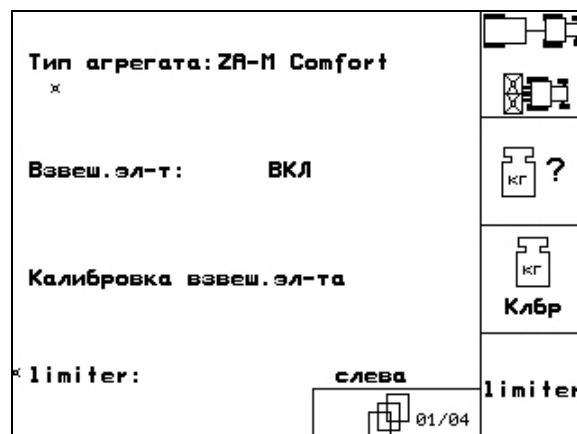 Тип агрегата: ZA-M Comfort
Взвеш.эл-т: ВКЛ
кг ?
Калибровка взвеш.эл-та
кг
Клбр
limiter: слева
limiter
01/04